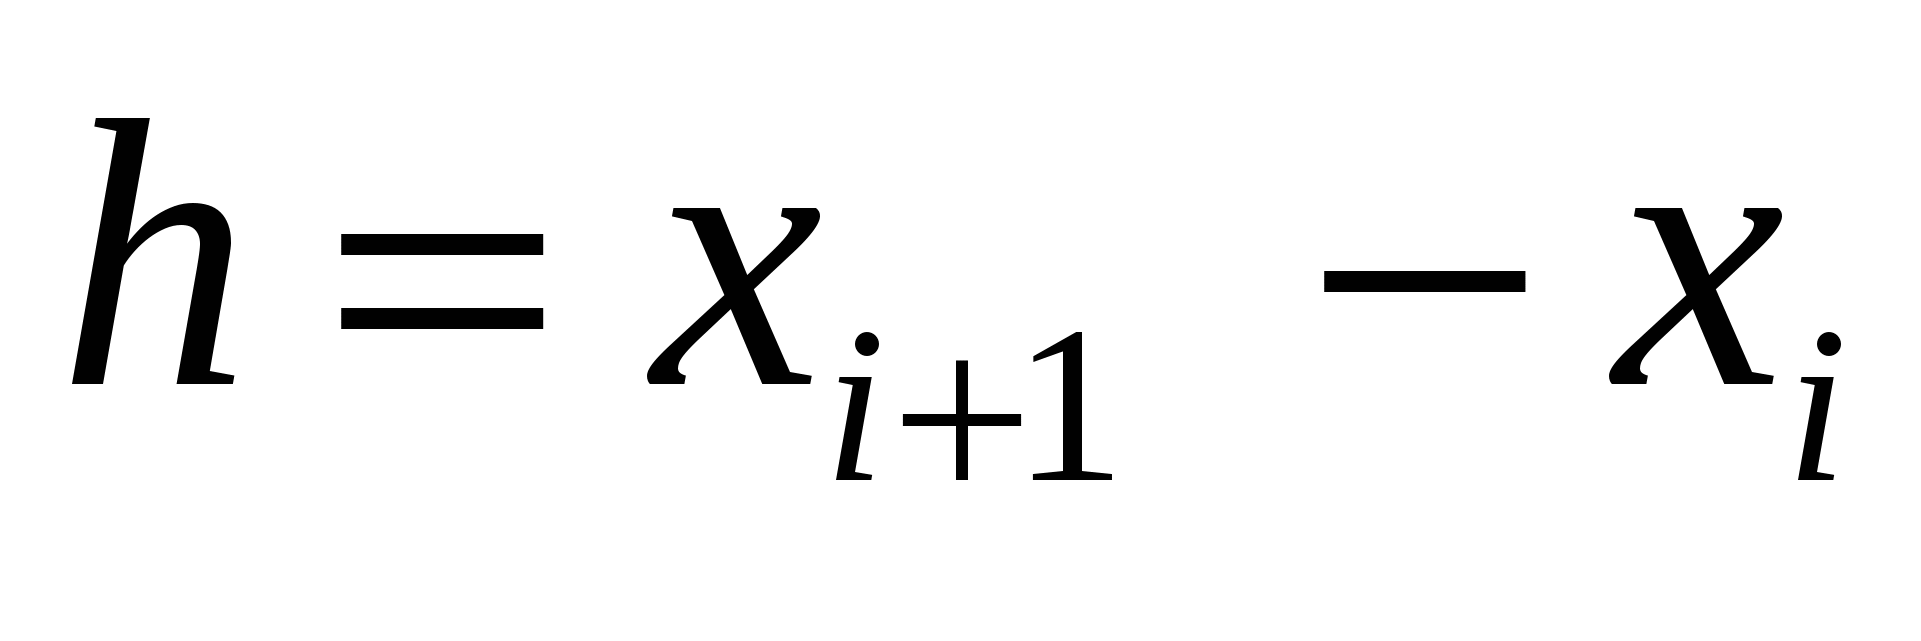 h = x_{i+1} − x_i